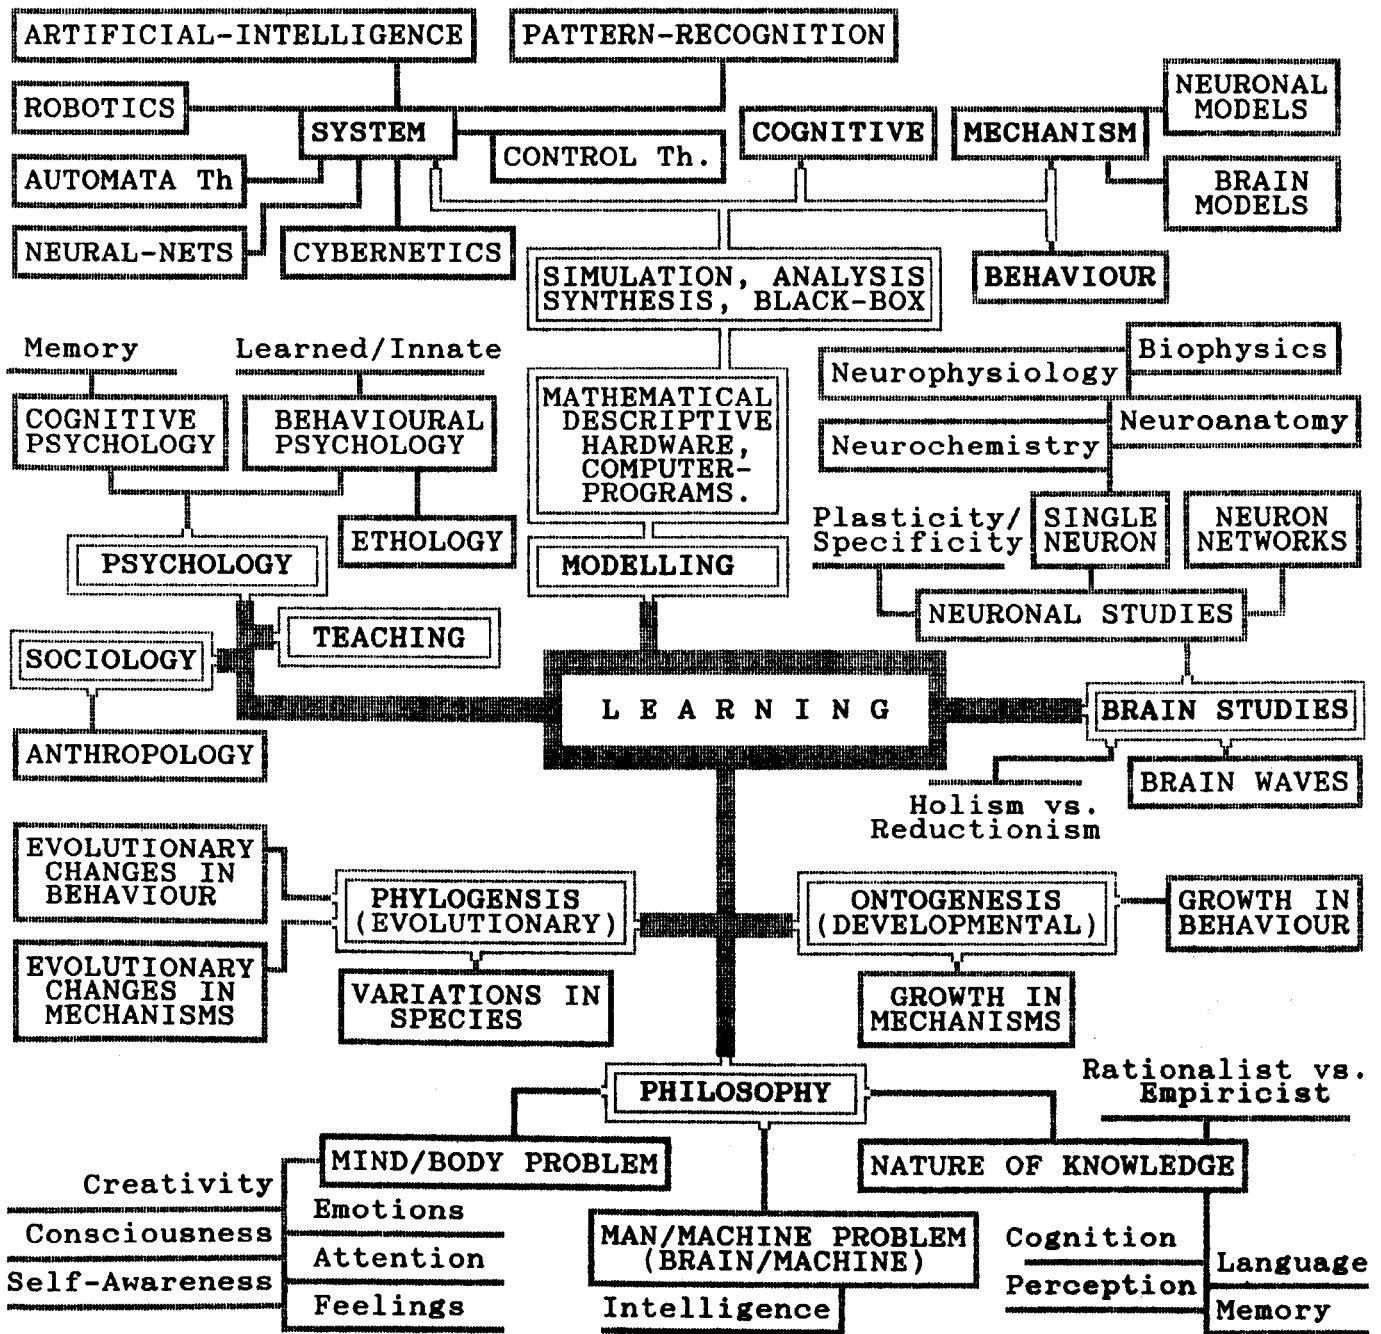 ARTIFICIAL-INTELLIGENCE
PATTERN-RECOGNITION
ROBOTICS
SYSTEM
CONTROL Th.
COGNITIVE
MECHANISM
NEURONAL
MODELS
AUTOMATA Th
BRAIN
MODELS
NEURAL-NETS
CYBERNETICS
SIMULATION, ANALYSIS
SYNTHESIS, BLACK-BOX
BEHAVIOUR
Memory
Learned/Innate
COGNITIVE
PSYCHOLOGY
BEHAVIOURAL
PSYCHOLOGY
MATHEMATICAL
DESCRIPTIVE
HARDWARE,
COMPUTER-
PROGRAMS.
Biophysics
Neurophysiology
Neuroanatomy
Neurochemistry
ETHOLOGY
PSYCHOLOGY
MODELLING
Plasticity/
Specificity
SINGLE
NEURON
NEURON
NETWORKS
NEURONAL STUDIES
TEACHING
SOCIOLOGY
LEARNING
BRAIN STUDIES
ANTHROPOLOGY
BRAIN WAVES
Holism vs.
Reductionism
EVOLUTIONARY
CHANGES IN
BEHAVIOUR
PHYLOGENSIS
(EVOLUTIONARY)
ONTOGENESIS
(DEVELOPMENTAL)
GROWTH IN
BEHAVIOUR
EVOLUTIONARY
CHANGES IN
MECHANISMS
VARIATIONS IN
SPECIES
GROWTH IN
MECHANISMS
PHILOSOPHY
Rationalist vs.
Empiricist
MIND/BODY PROBLEM
NATURE OF KNOWLEDGE
Creativity
Emotions
Consciousness
Attention
Self-Awareness
Feelings
MAN/MACHINE PROBLEM
(BRAIN/MACHINE)
Intelligence
Cognition
Language
Perception
Memory